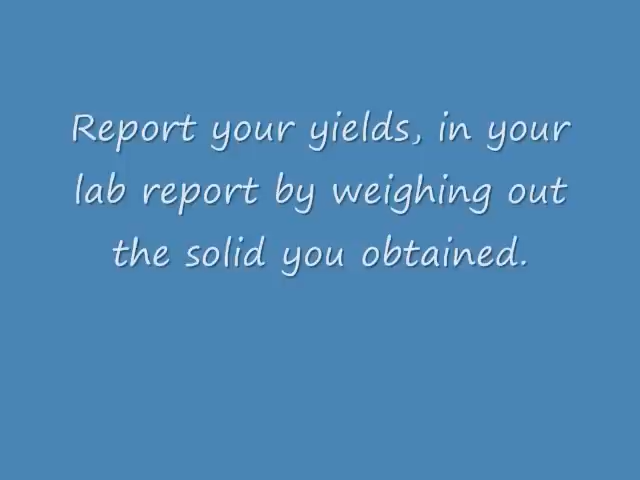 Report your yields, in your
lab report by weighing out
the solid you obtained.